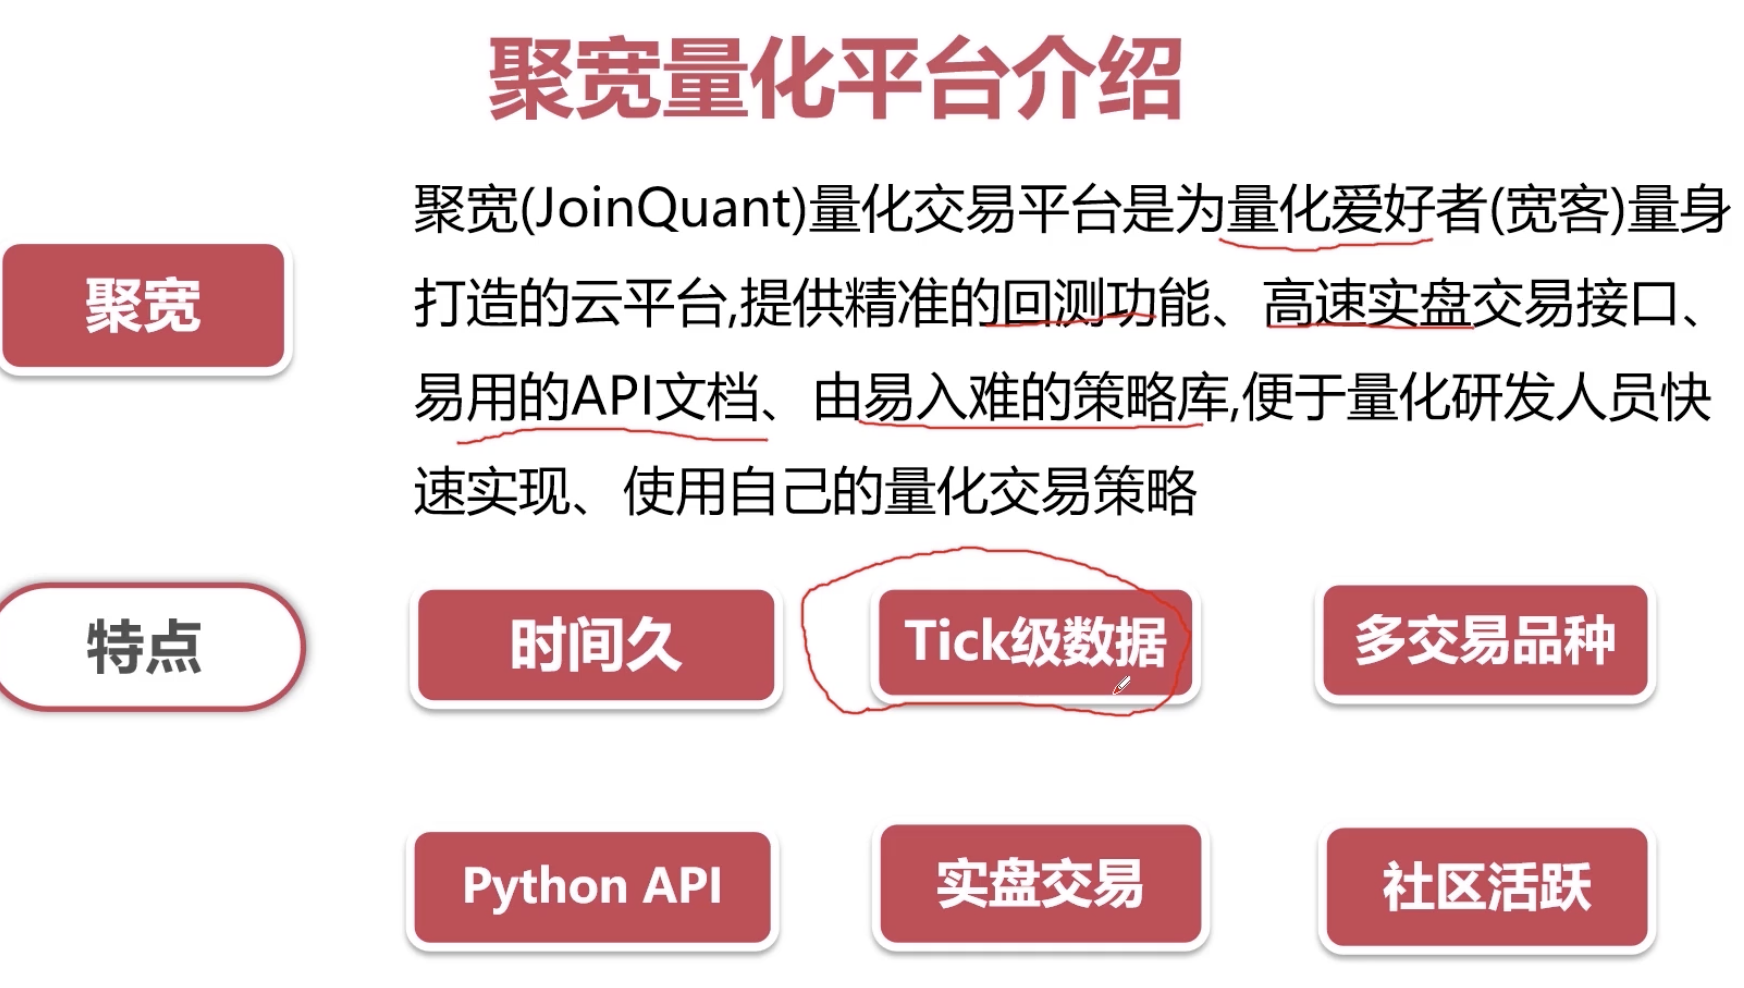 聚宽量化平台介绍
聚宽
聚宽(JoinQuant)量化交易平台是为量化爱好者(宽客)量身
打造的云平台,提供精准的回测功能、高速实盘交易接口、
易用的API文档、由易入难的策略库,便于量化研发人员快
速实现、使用自己的量化交易策略
特点
时间久
Tick级数据
多交易品种
Python API
实盘交易
社区活跃